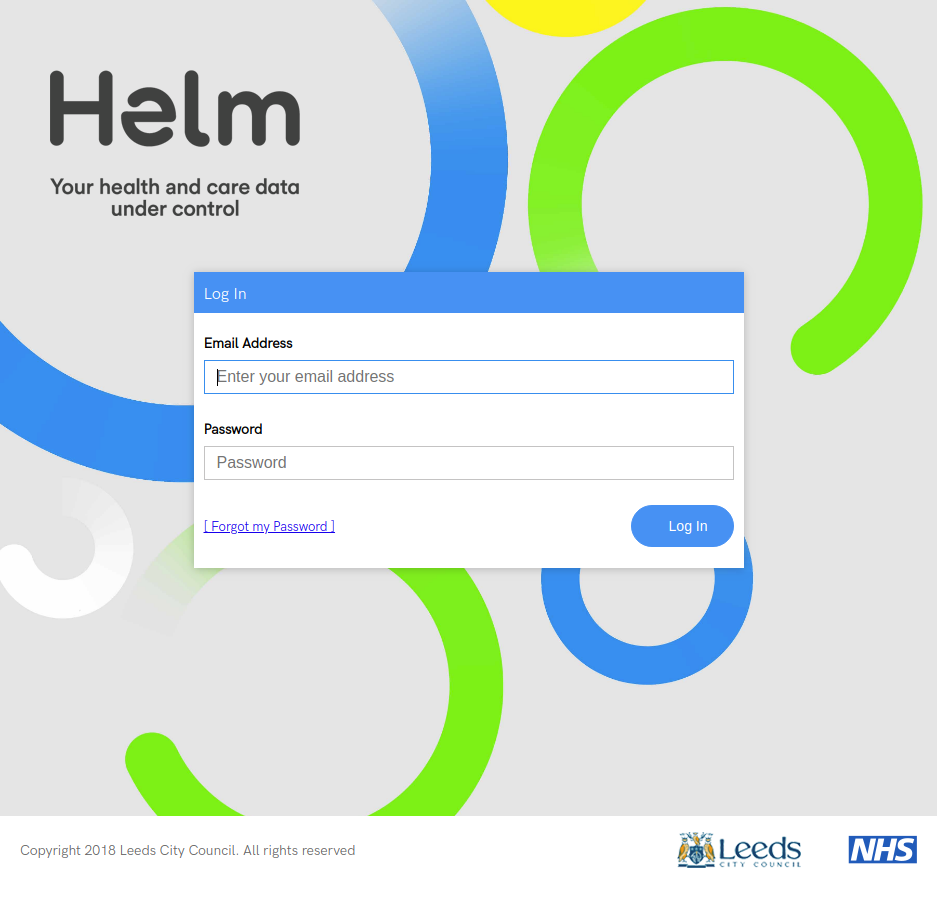 Helm
Your health and care data
under control
Log In
Email Address
Enter your email address
Password
Password
[ Forgot my Password ]
Log In
Copyright 2018 Leeds City Council. All rights reserved
Leeds
CITY COUNCIL
NHS